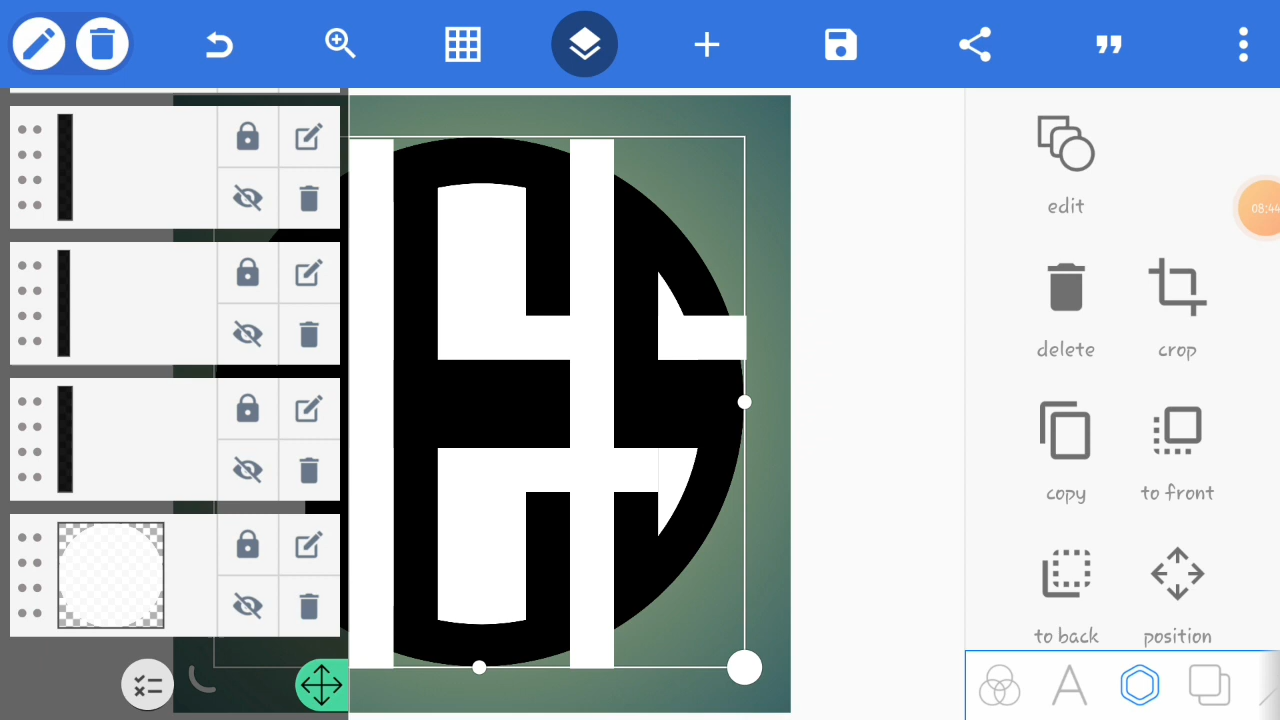 08:44
edit
delete crop
copy to front
to back position